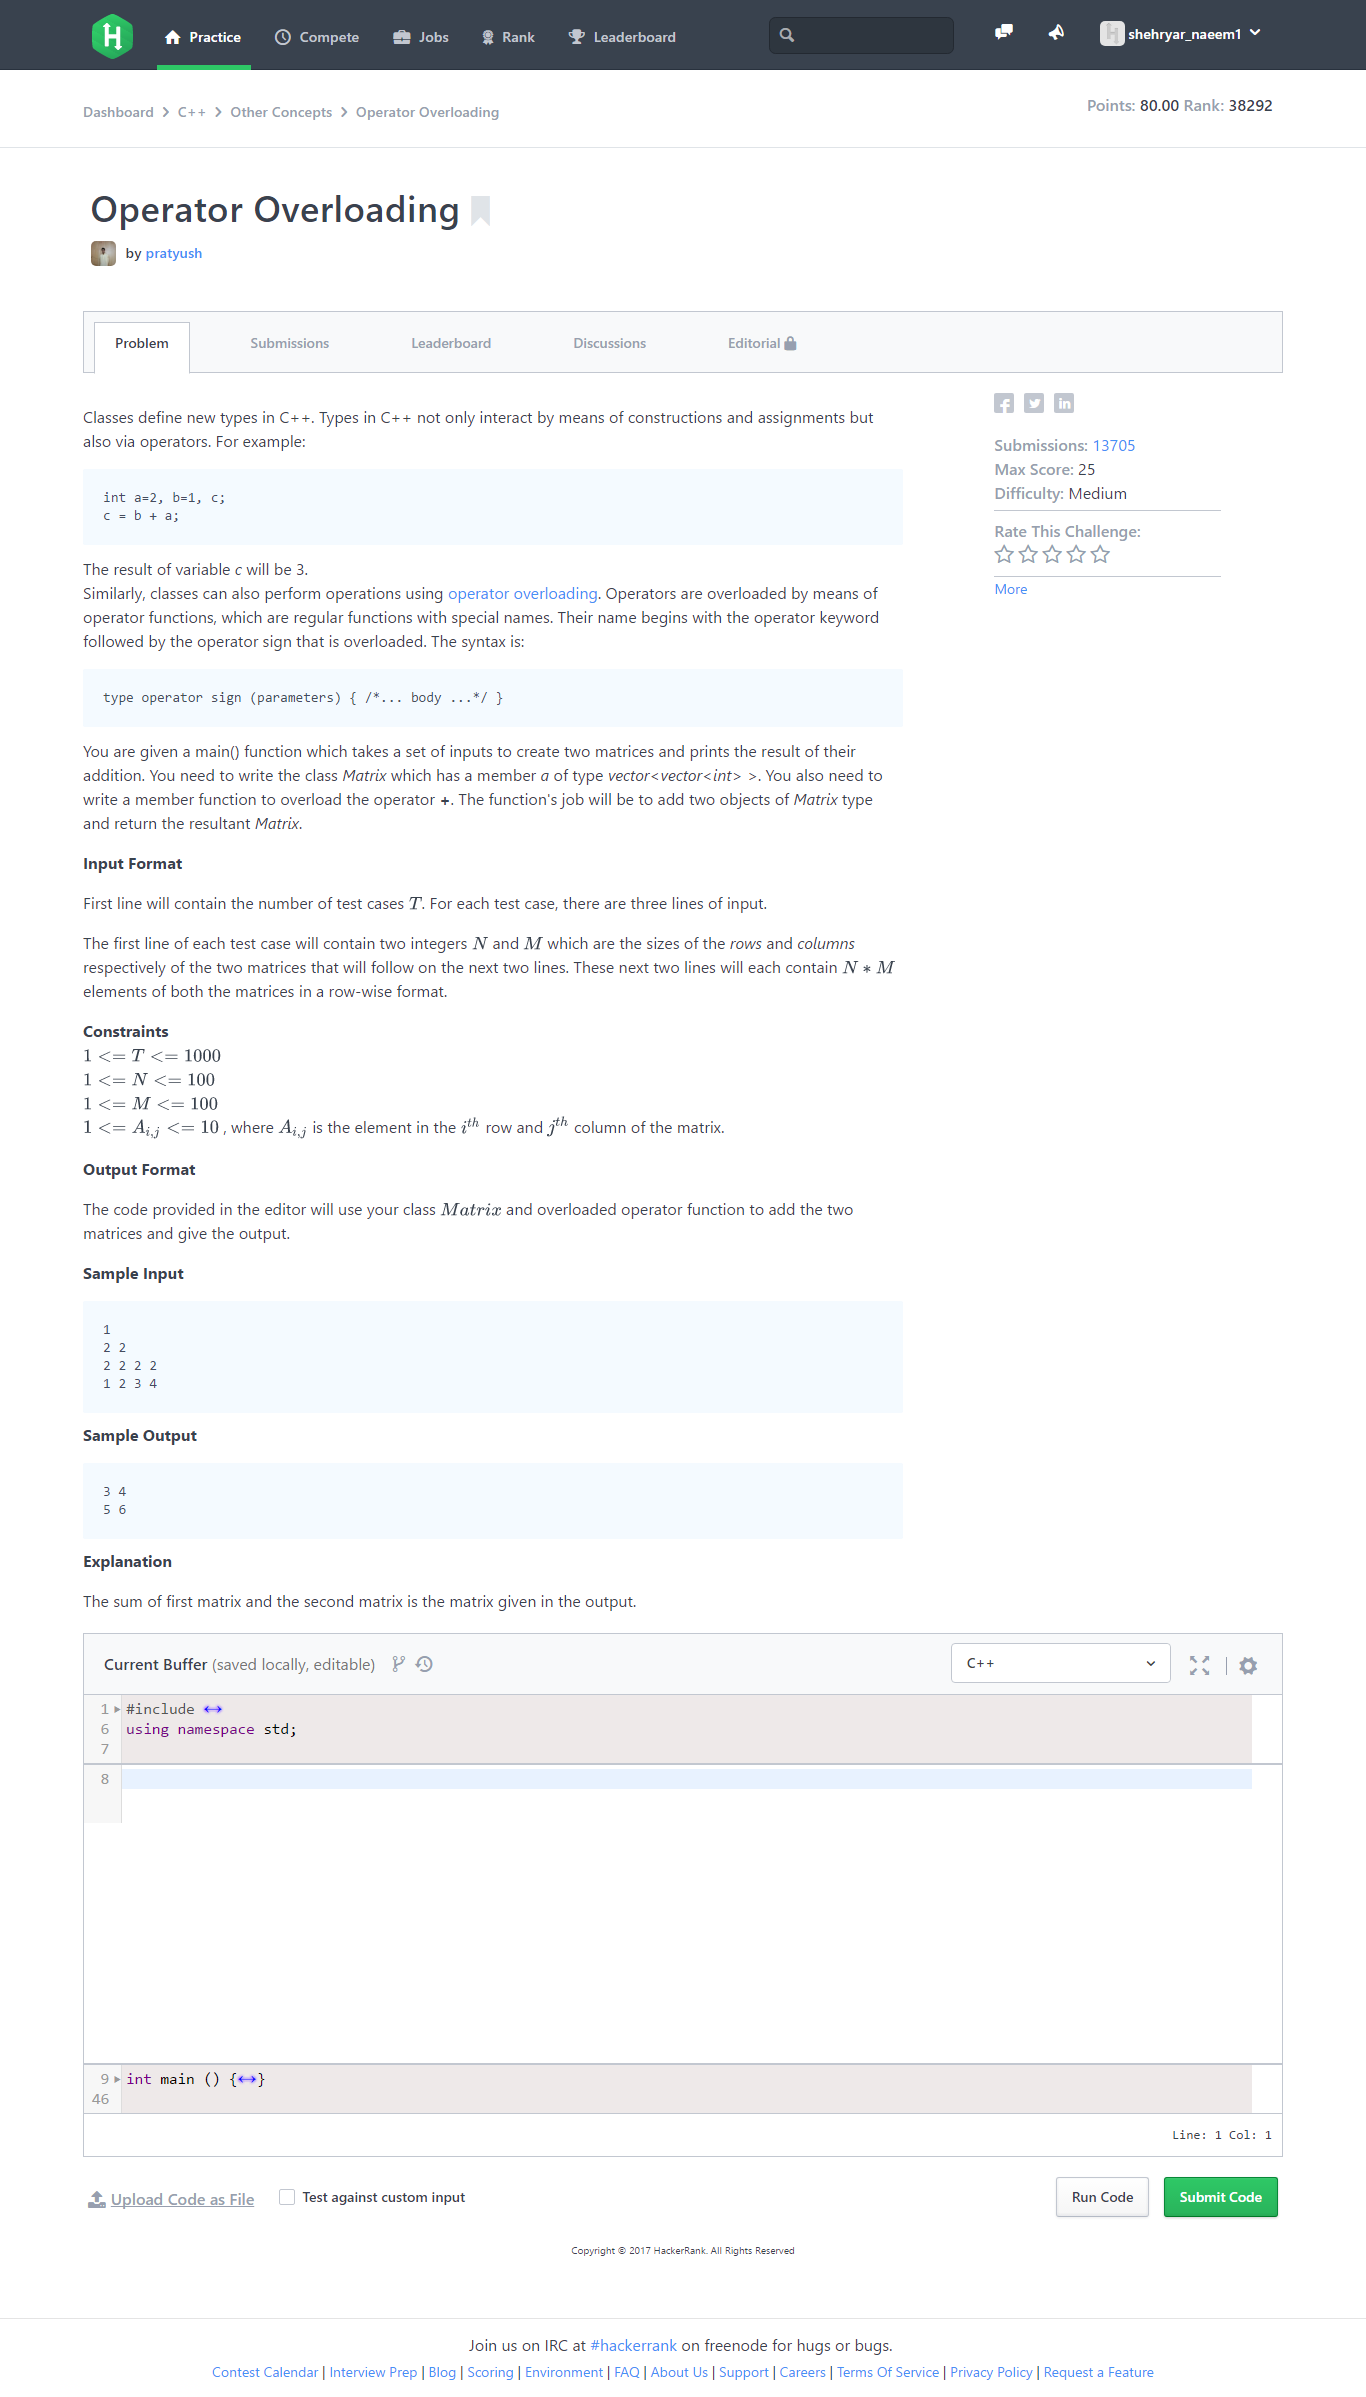 Practice Compete Jobs Rank Leaderboard shehryar_naeem1
Dashboard > C++ > Other Concepts > Operator Overloading Points: 80.00 Rank: 38292
Operator Overloading
by pratyush
Problem Submissions Leaderboard Discussions Editorial
Classes define new types in C++. Types in C++ not only interact by means of constructions and assignments but
also via operators. For example:
int a=2, b=1, c;
c = b + a;
The result of variable c will be 3.
Similarly, classes can also perform operations using operator overloading. Operators are overloaded by means of
operator functions, which are regular functions with special names. Their name begins with the operator keyword
followed by the operator sign that is overloaded. The syntax is:
type operator sign (parameters) { /*... body ...*/ }
You are given a main() function which takes a set of inputs to create two matrices and prints the result of their
addition. You need to write the class Matrix which has a member a of type vector<vector<int> >. You also need to
write a member function to overload the operator +. The function's job will be to add two objects of Matrix type
and return the resultant Matrix.
Input Format
First line will contain the number of test cases T. For each test case, there are three lines of input.
The first line of each test case will contain two integers N and M which are the sizes of the rows and columns
respectively of the two matrices that will follow on the next two lines. These next two lines will each contain N * M
elements of both the matrices in a row-wise format.
Constraints
1 <= T <= 1000
1 <= N <= 100
1 <= M <= 100
1 <= A_{i,j} <= 10 , where A_{i,j} is the element in the i^{th} row and j^{th} column of the matrix.
Output Format
The code provided in the editor will use your class Matrix and overloaded operator function to add the two
matrices and give the output.
Sample Input
1
2 2
2 2 2 2
1 2 3 4
Sample Output
3 4
5 6
Explanation
The sum of first matrix and the second matrix is the matrix given in the output.
Submissions: 13705
Max Score: 25
Difficulty: Medium
Rate This Challenge:
More
Current Buffer (saved locally, editable) C++
1 #include ↔
6 using namespace std;
7
8
9 int main () {↔}
46
Line: 1 Col: 1
Upload Code as File Test against custom input Run Code Submit Code
Copyright © 2017 HackerRank. All Rights Reserved
Join us on IRC at #hackerrank on freenode for hugs or bugs.
Contest Calendar | Interview Prep | Blog | Scoring | Environment | FAQ | About Us | Support | Careers | Terms Of Service | Privacy Policy | Request a Feature